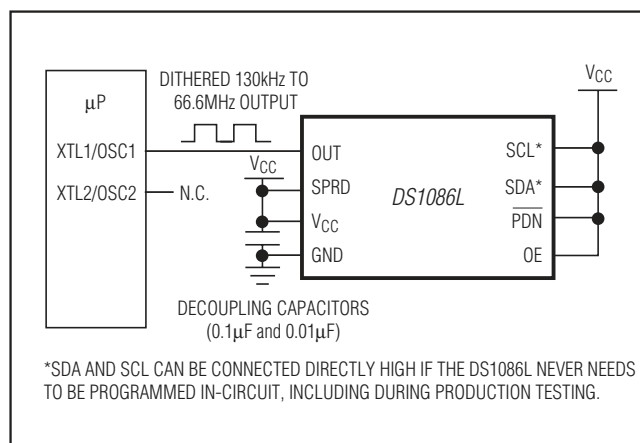 DITHERED 130kHz TO
66.6MHz OUTPUT
VCC
μP
XTL1/OSC1
OUT
SCL*
VCC
XTL2/OSC2
N.C.
SPRD
DS1086L
SDA*
VCC
PDN
GND
OE
DECOUPLING CAPACITORS
(0.1μF and 0.01μF)
*SDA AND SCL CAN BE CONNECTED DIRECTLY HIGH IF THE DS1086L NEVER NEEDS
TO BE PROGRAMMED IN-CIRCUIT, INCLUDING DURING PRODUCTION TESTING.